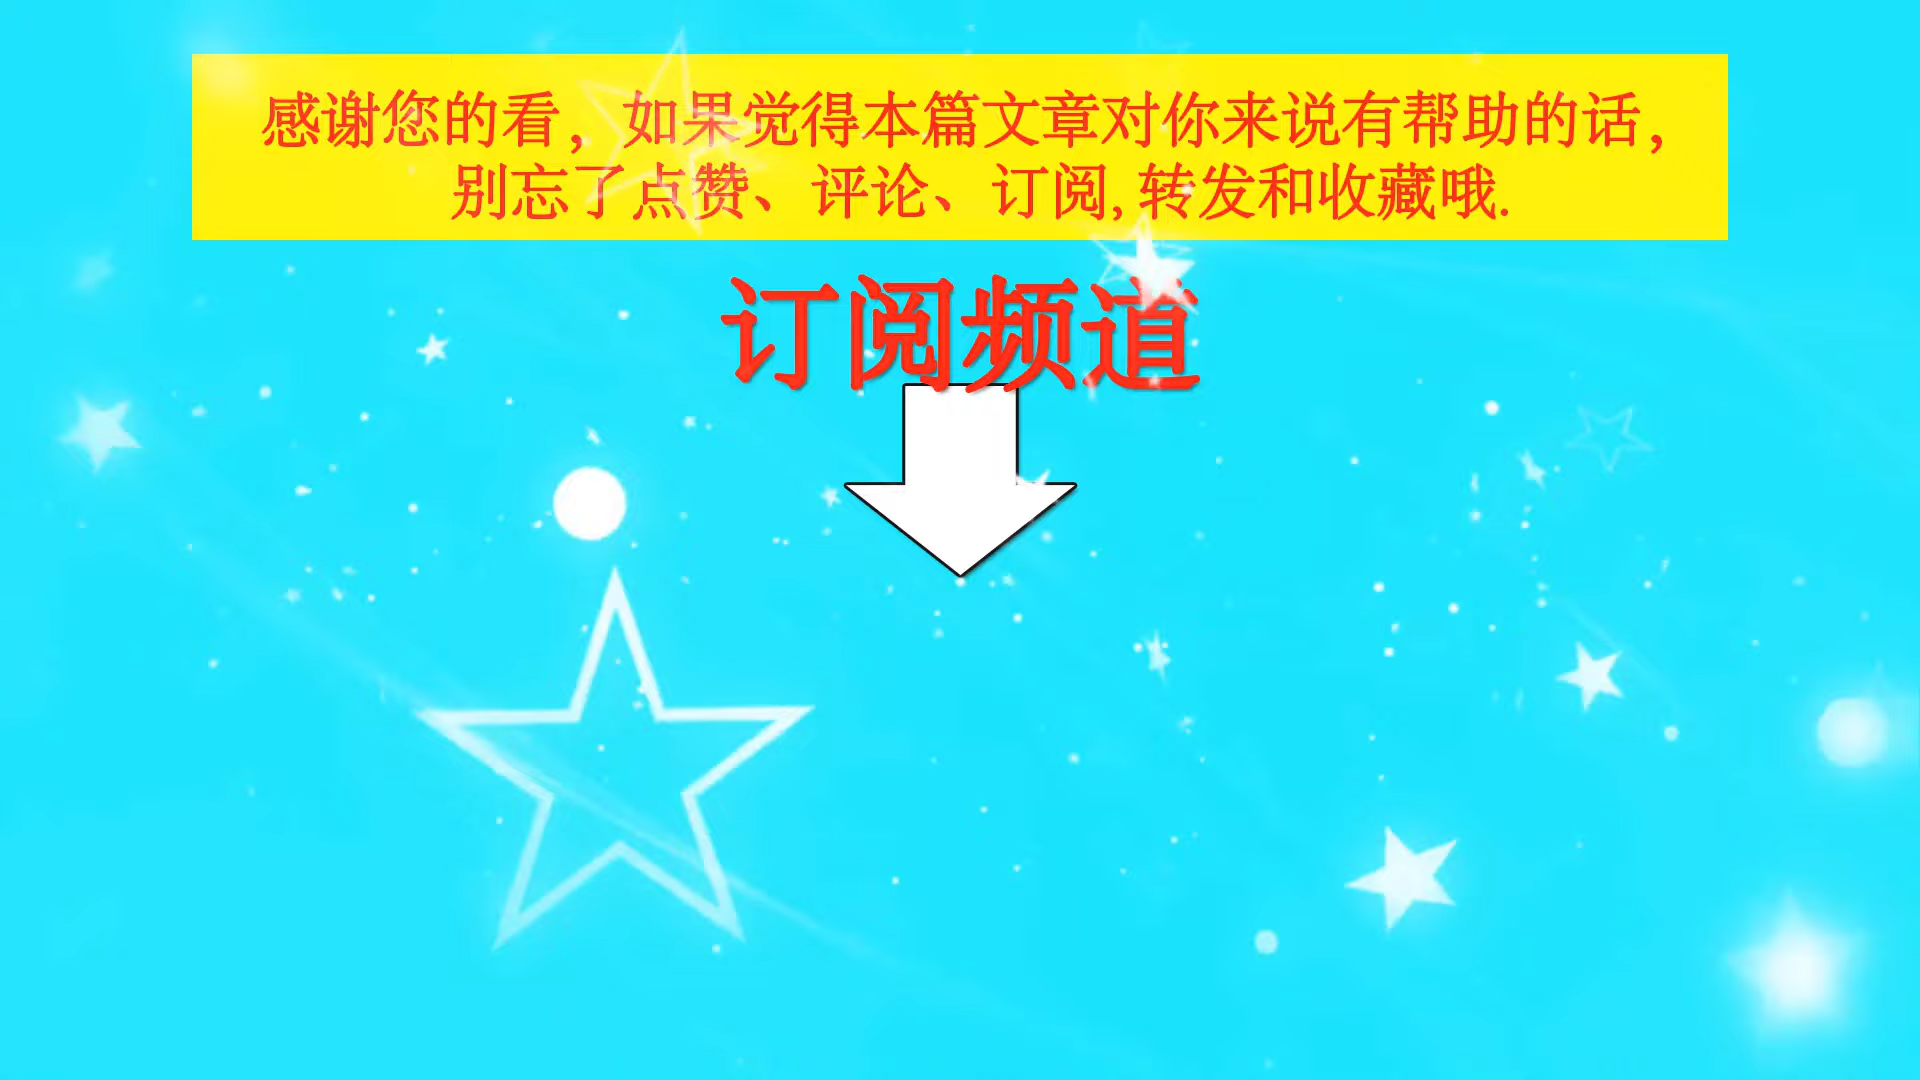 感谢您的看，如果觉得本篇文章对你来说有帮助的话，
别忘了点赞、评论、订阅,转发和收藏哦.
订阅频道